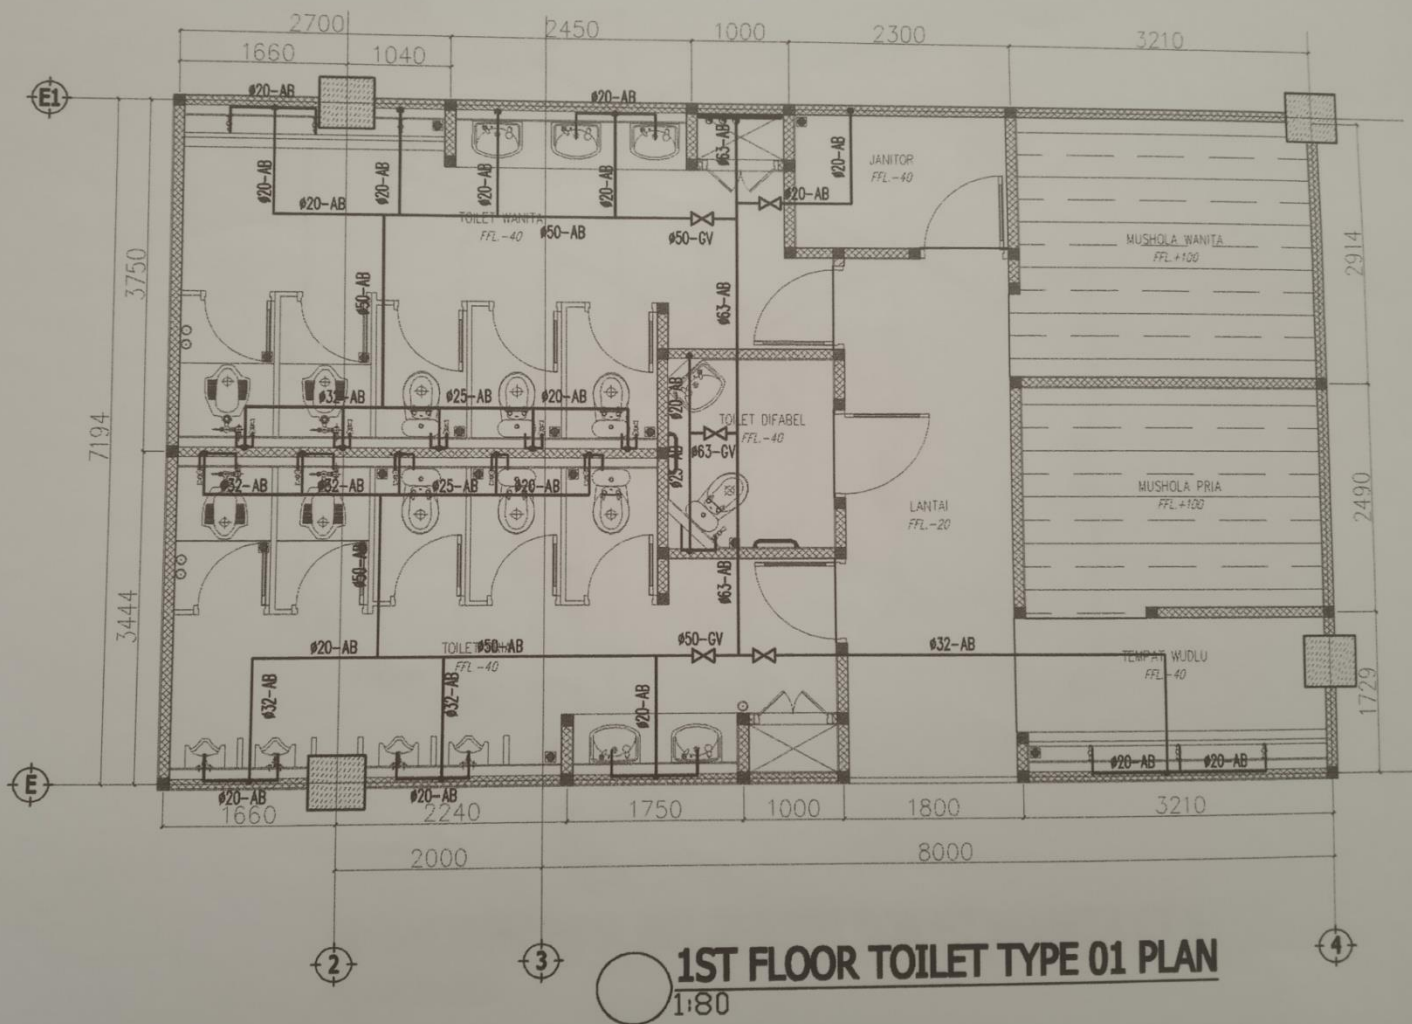 2700
2450
1000
2300
3210
1660
1040
E1
ø20-AB
ø20-AB
ø63-AB
JANITOR
FFL.-40
ø20-AB
ø20-AB
ø20-AB
ø20-AB
ø20-AB
ø20-AB
ø20-AB
ø20-AB
TOILET WANITA
FFL.-40
ø50-AB
ø50-GV
MUSHOLA WANITA
FFL.+100
2914
3750
ø50-AB
ø63-AB
7194
ø32-AB
ø25-AB
ø20-AB
ø20-AB
TOILET DIFABEL
FFL.-40
ø63-GV
ø25-AB
ø32-AB
ø32-AB
ø25-AB
ø20-AB
MUSHOLA PRIA
FFL.+100
2490
LANTAI
FFL.-20
ø50-AB
ø63-AB
3444
ø20-AB
ø50-AB
FFL.-40
ø50-GV
ø32-AB
TEMPAT WUDLU
FFL.-40
1729
ø32-AB
ø32-AB
ø20-AB
ø20-AB
ø20-AB
E
ø20-AB
ø20-AB
1660
2240
1750
1000
1800
3210
2000
8000
2
3
4
1ST FLOOR TOILET TYPE 01 PLAN
1:80